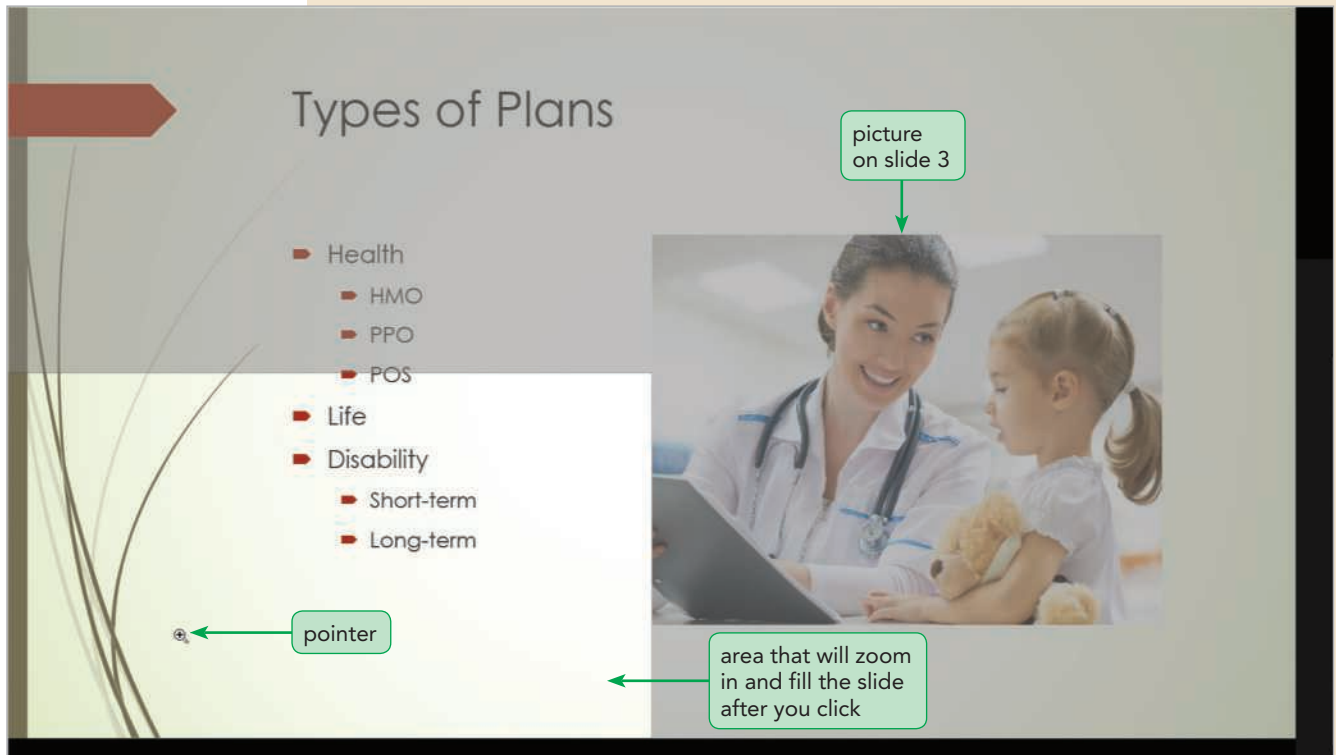 Types of Plans
picture
on slide 3
Health
HMO
PPO
POS
Life
Disability
Short-term
Long-term
pointer
area that will zoom
in and fill the slide
after you click